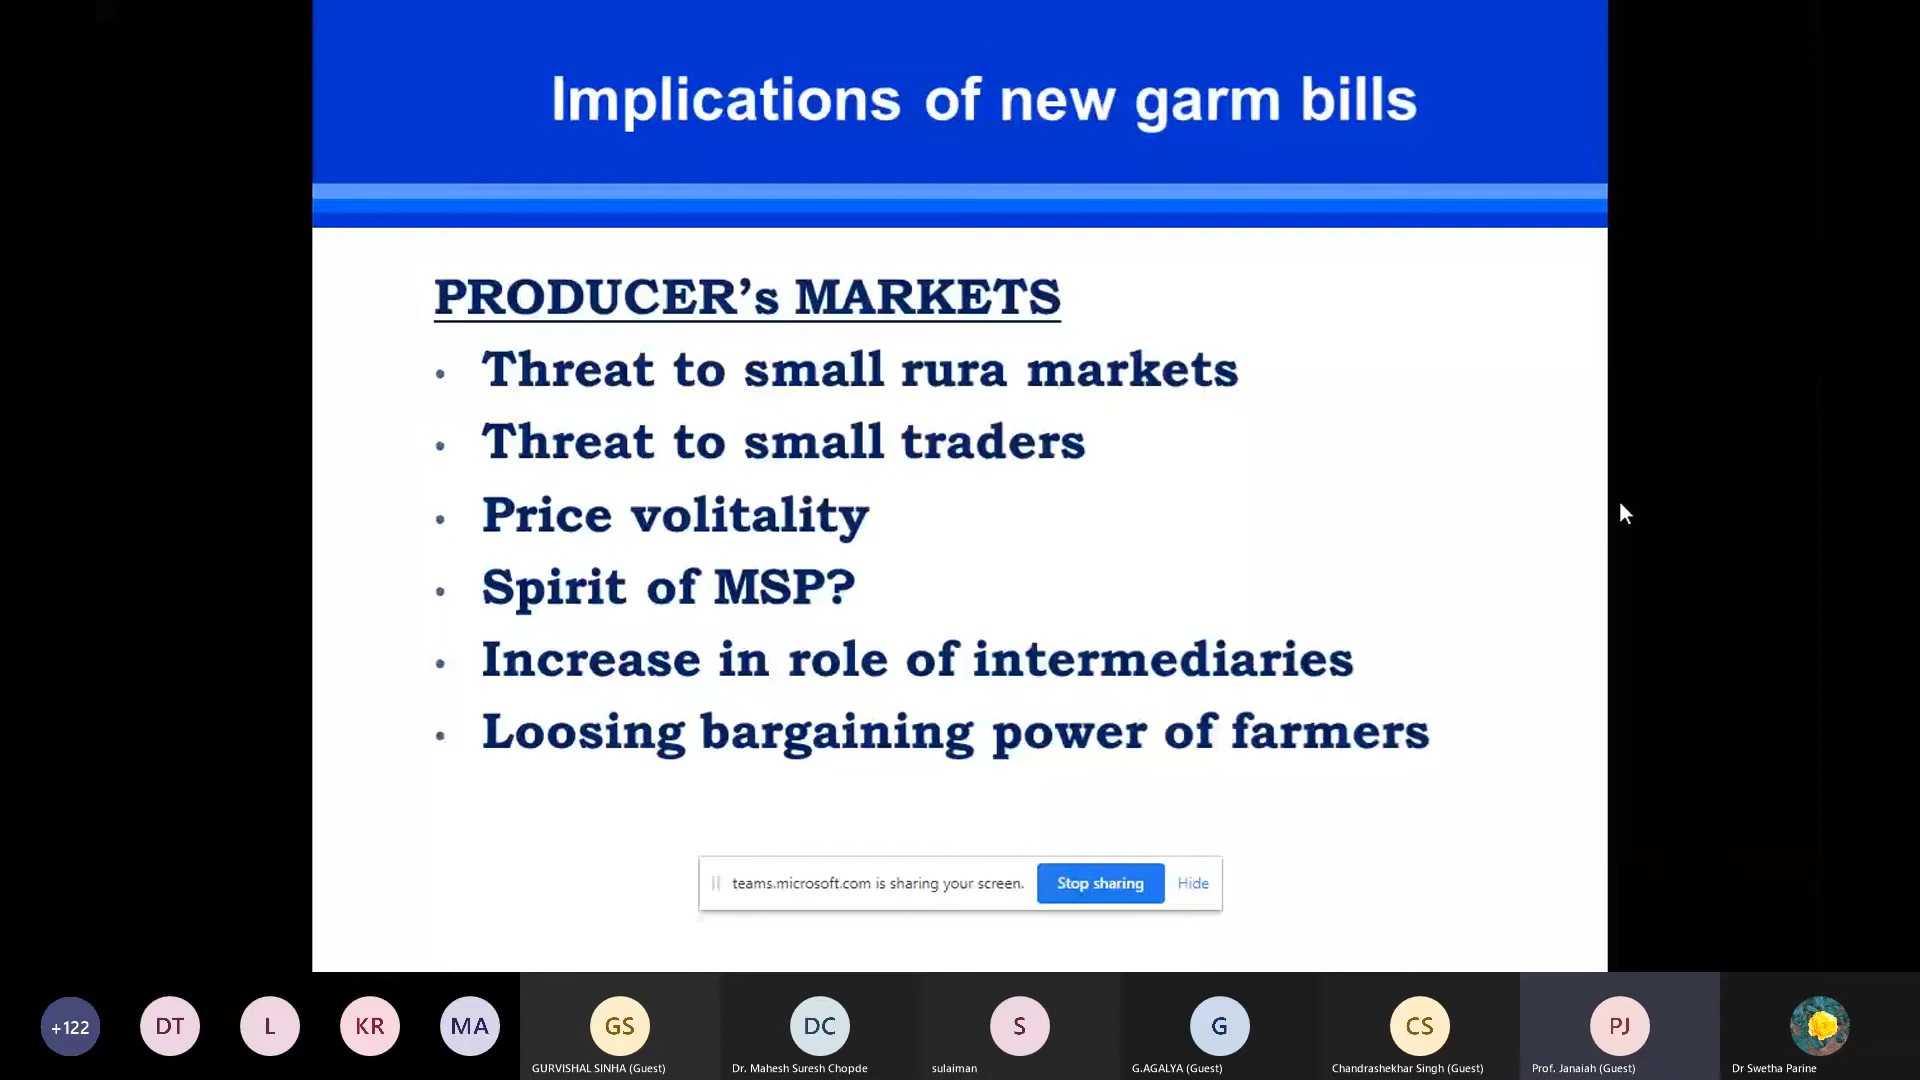 Implications of new garm bills
PRODUCER’s MARKETS
• Threat to small rura markets
• Threat to small traders
• Price volitality
• Spirit of MSP?
• Increase in role of intermediaries
• Loosing bargaining power of farmers
teams.microsoft.com is sharing your screen. Stop sharing Hide
+122 DT L KR MA GS DC S G CS PJ
GURVISHAL SINHA (Guest) Dr. Mahesh Suresh Chopde sulaiman G.AGALYA (Guest) Chandrashekhar Singh (Guest) Prof. Janaiah (Guest) Dr Swetha Parine